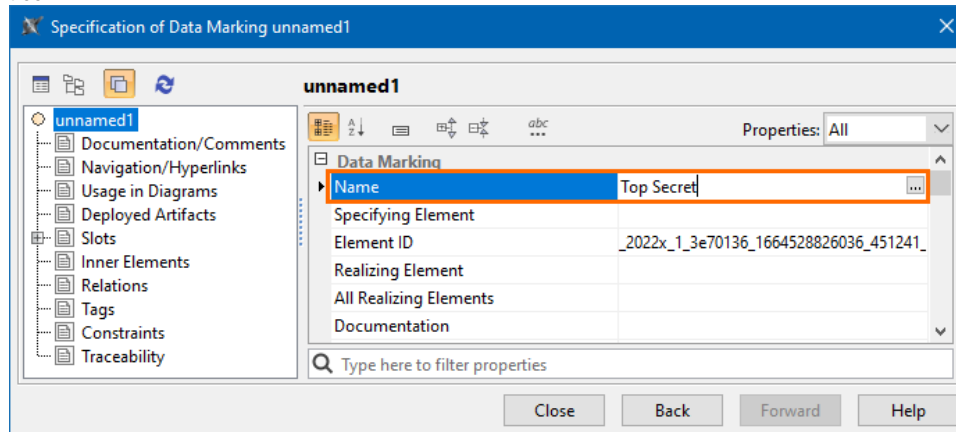 Specification of Data Marking unnamed1
unnamed1
unnamed1
Documentation/Comments
Navigation/Hyperlinks
Usage in Diagrams
Deployed Artifacts
Slots
Inner Elements
Relations
Tags
Constraints
Traceability
Properties: All
Data Marking
Name Top Secret
Specifying Element
Element ID _2022x_1_3e70136_1664528826036_451241_
Realizing Element
All Realizing Elements
Documentation
Type here to filter properties
Close Back Forward Help